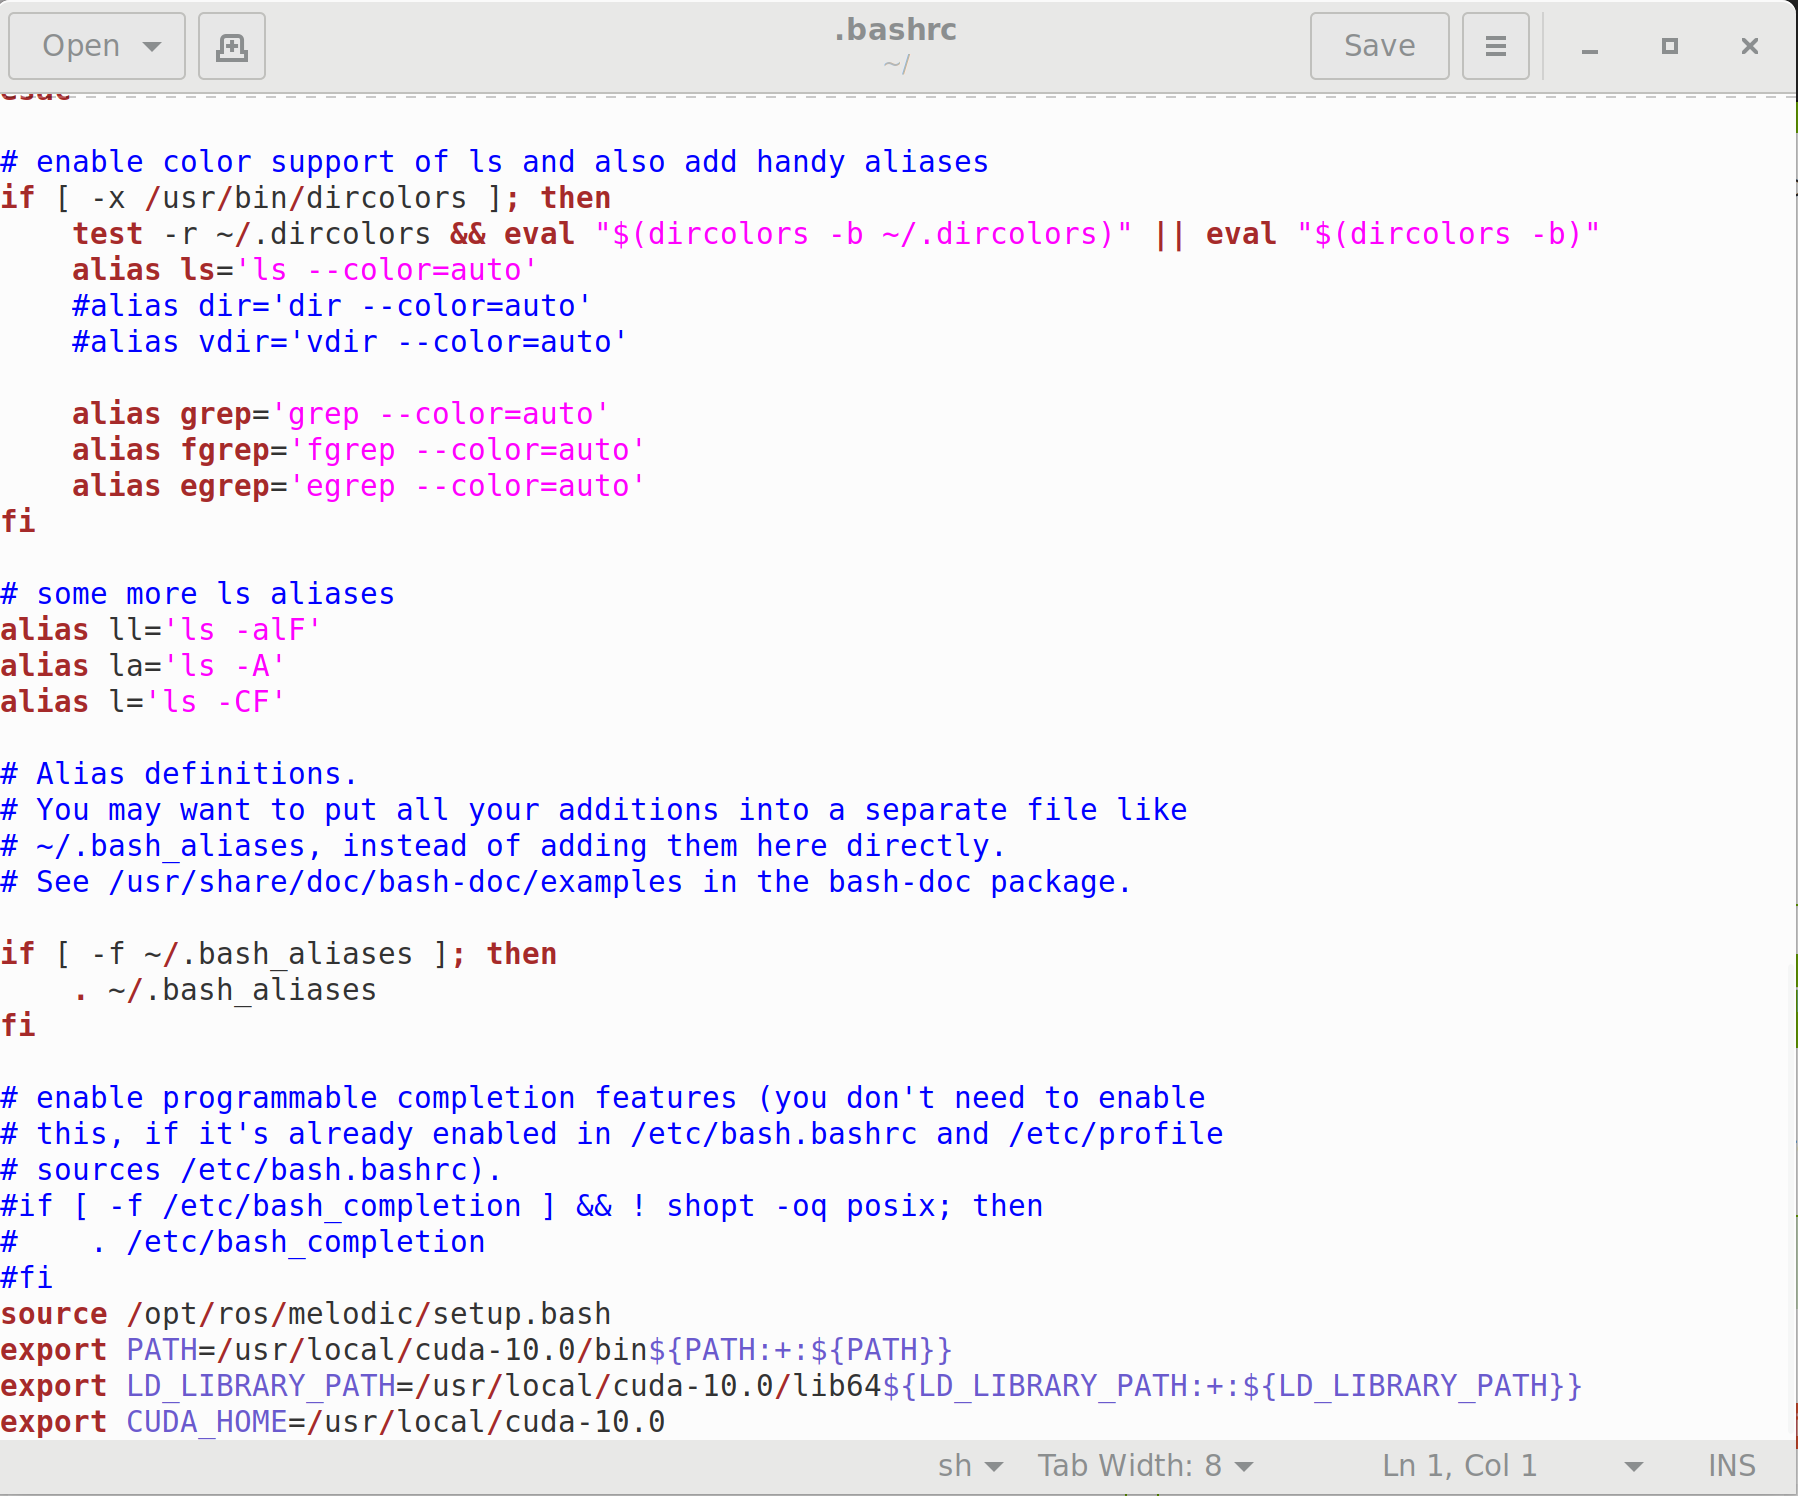 Open
.bashrc
~/
Save
esac
# enable color support of ls and also add handy aliases
if [ -x /usr/bin/dircolors ]; then
    test -r ~/.dircolors && eval "$(dircolors -b ~/.dircolors)" || eval "$(dircolors -b)"
    alias ls='ls --color=auto'
    #alias dir='dir --color=auto'
    #alias vdir='vdir --color=auto'
    alias grep='grep --color=auto'
    alias fgrep='fgrep --color=auto'
    alias egrep='egrep --color=auto'
fi
# some more ls aliases
alias ll='ls -alF'
alias la='ls -A'
alias l='ls -CF'
# Alias definitions.
# You may want to put all your additions into a separate file like
# ~/.bash_aliases, instead of adding them here directly.
# See /usr/share/doc/bash-doc/examples in the bash-doc package.
if [ -f ~/.bash_aliases ]; then
    . ~/.bash_aliases
fi
# enable programmable completion features (you don't need to enable
# this, if it's already enabled in /etc/bash.bashrc and /etc/profile
# sources /etc/bash.bashrc).
#if [ -f /etc/bash_completion ] && ! shopt -oq posix; then
#    . /etc/bash_completion
#fi
source /opt/ros/melodic/setup.bash
export PATH=/usr/local/cuda-10.0/bin${PATH:+:${PATH}}
export LD_LIBRARY_PATH=/usr/local/cuda-10.0/lib64${LD_LIBRARY_PATH:+:${LD_LIBRARY_PATH}}
export CUDA_HOME=/usr/local/cuda-10.0
sh
Tab Width: 8
Ln 1, Col 1
INS